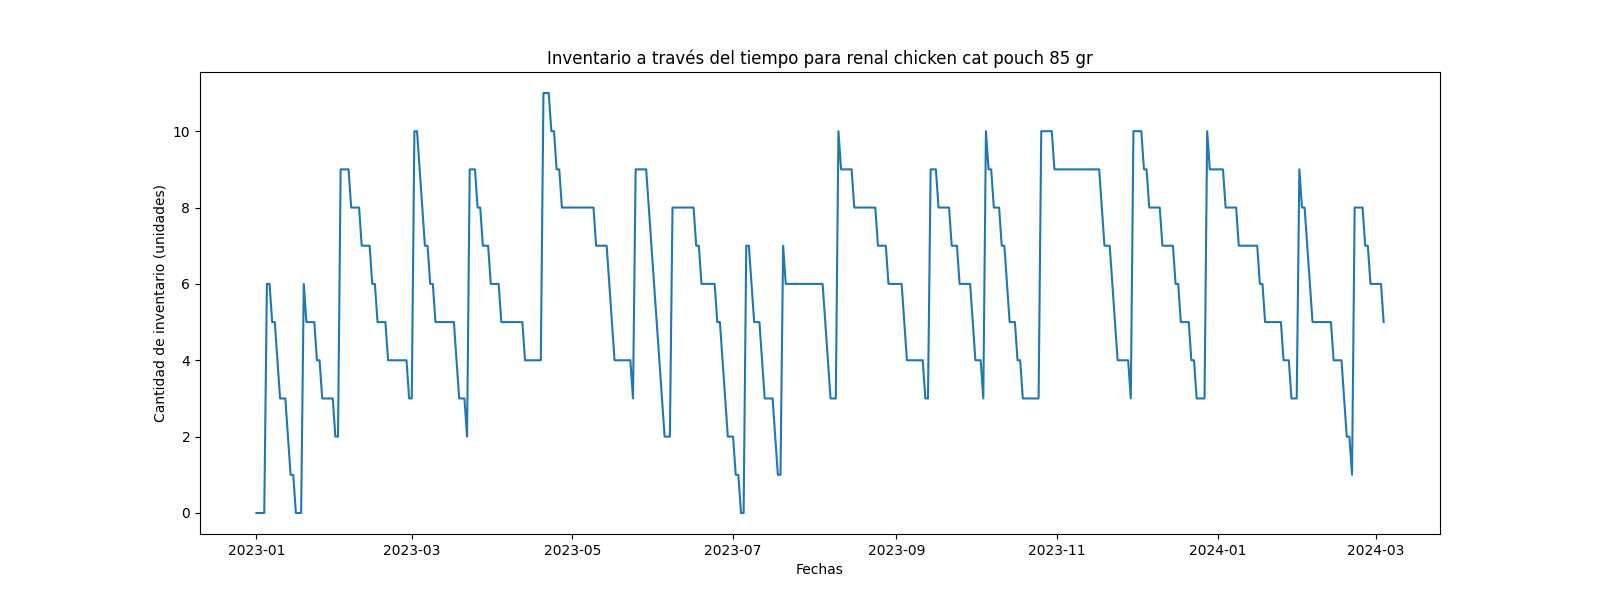 Inventario a través del tiempo para renal chicken cat pouch 85 gr
Cantidad de inventario (unidades)
10
8
6
4
2
0
2023-01 2023-03 2023-05 2023-07 2023-09 2023-11 2024-01 2024-03
Fechas